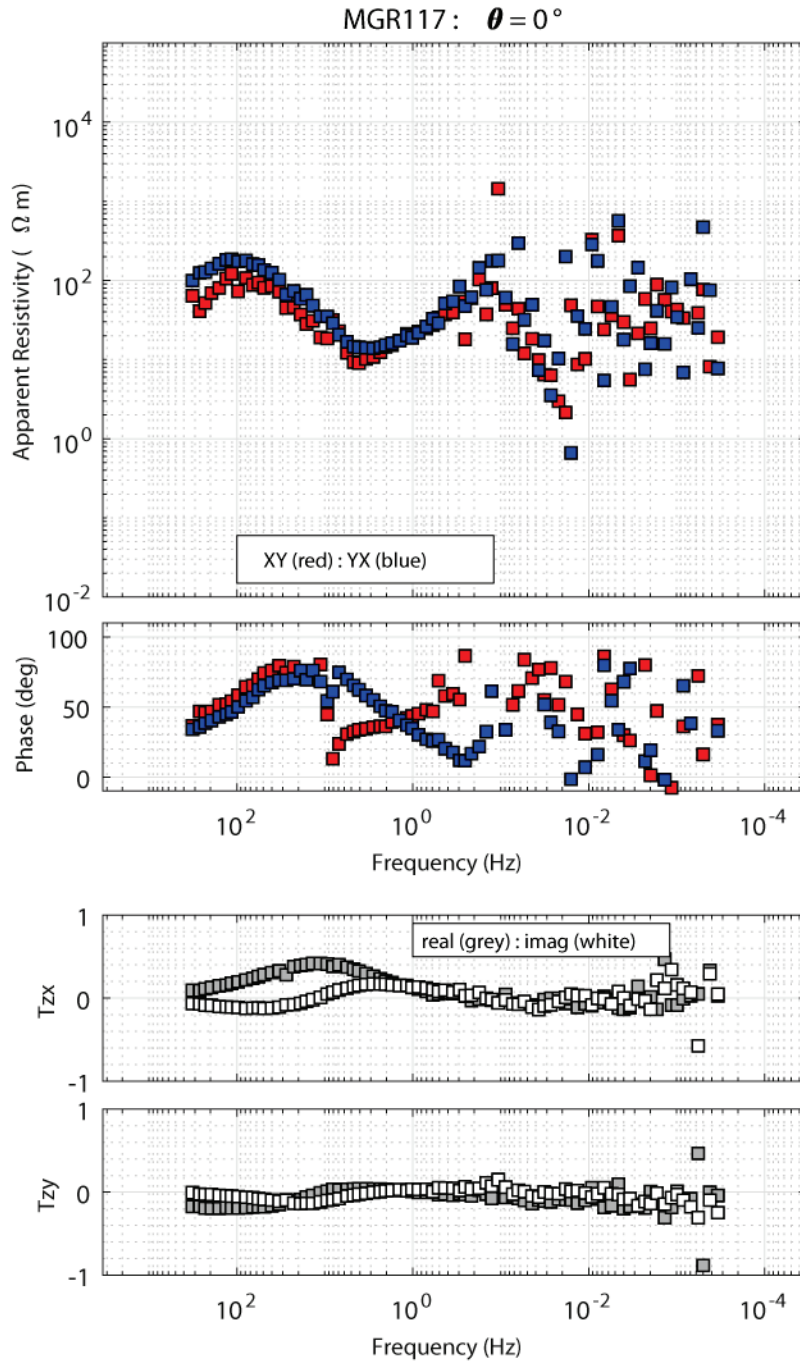 MGR117 : θ = 0 °
Apparent Resistivity ( Ω m)
10^4
10^2
10^0
10^-2
XY (red) : YX (blue)
Phase (deg)
100
50
0
10^2 10^0 10^-2 10^-4
Frequency (Hz)
Tzx
1
0
-1
real (grey) : imag (white)
Tzy
1
0
-1
10^2 10^0 10^-2 10^-4
Frequency (Hz)